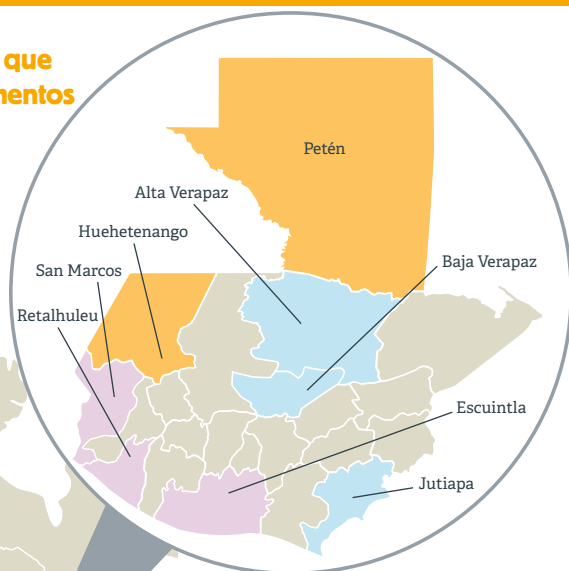 que
mentos
Petén
Alta Verapaz
Huehetenango
San Marcos
Baja Verapaz
Retalhuleu
Escuintla
Jutiapa